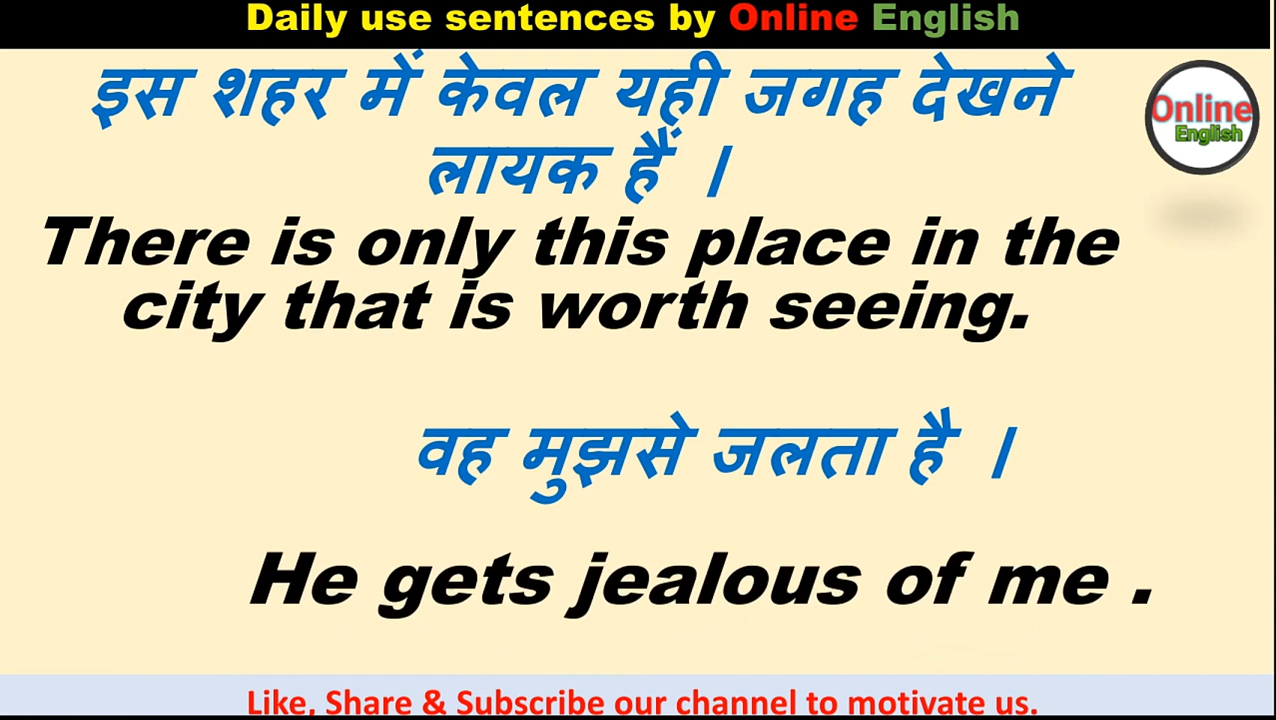 Daily use sentences by Online English
इस शहर में केवल यही जगह देखने
लायक हैं ।
Online
English
There is only this place in the
city that is worth seeing.
वह मुझसे जलता है ।
He gets jealous of me .
Like, Share & Subscribe our channel to motivate us.